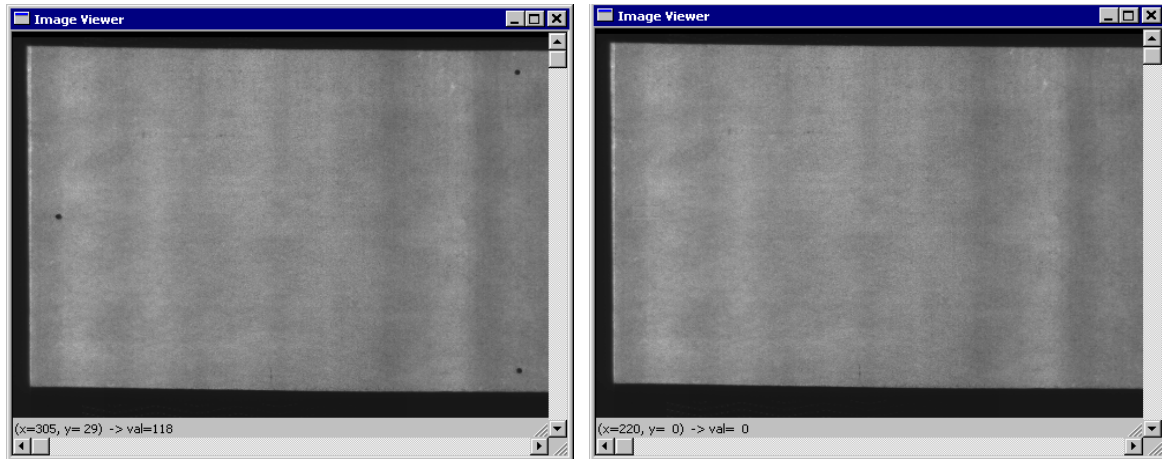 Image Viewer
(x=305, y= 29) -> val=118
Image Viewer
(x=220, y= 0) -> val= 0